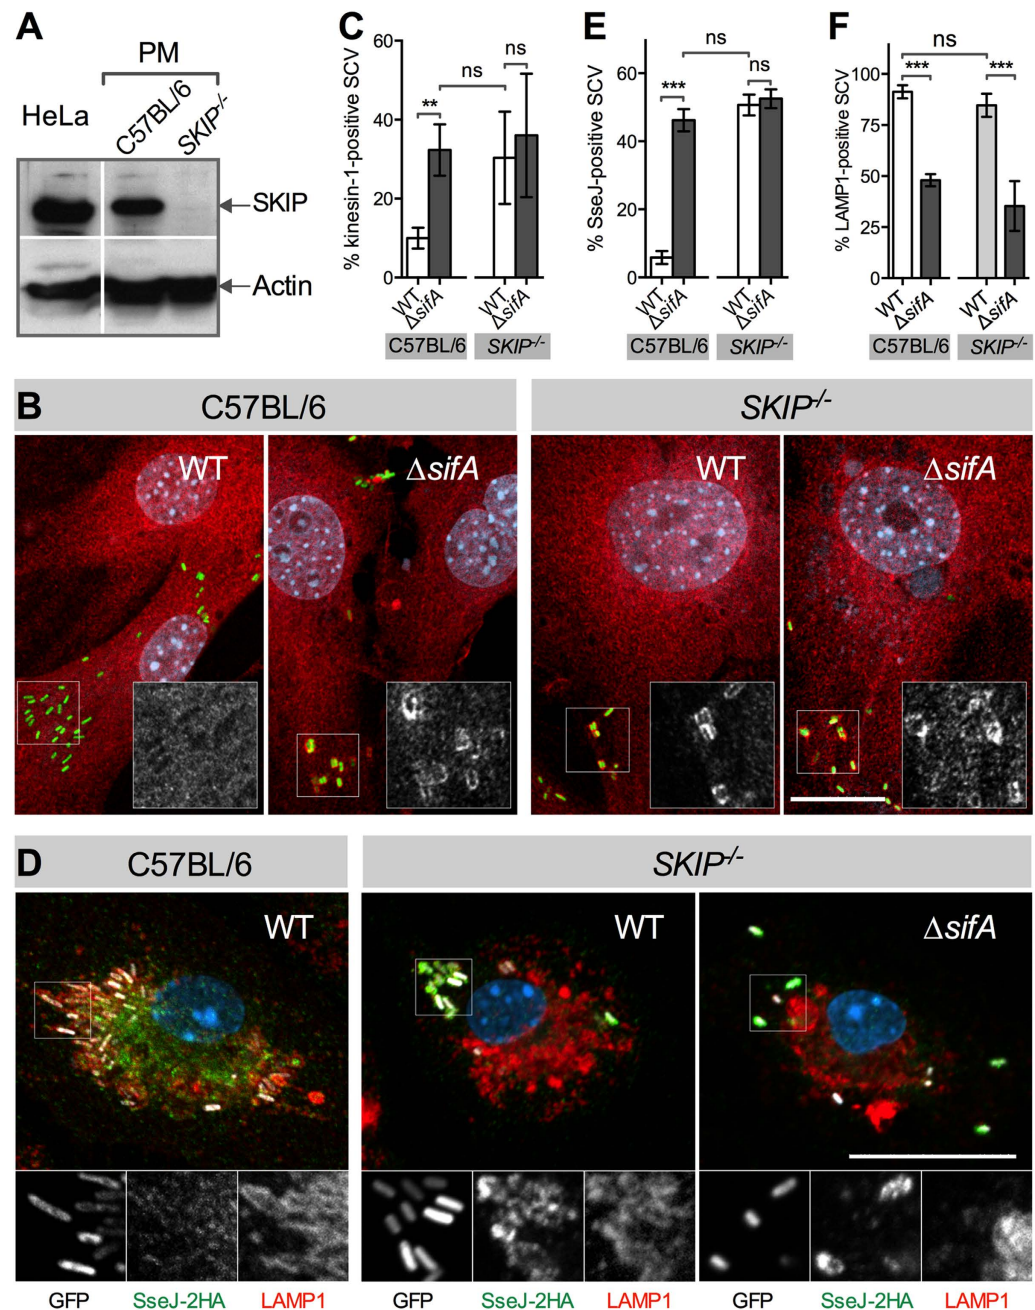 A
PM
HeLa
C57BL/6
SKIP-/-
SKIP
Actin
C
% kinesin-1-positive SCV
60
40
20
0
ns
ns
**
WT
ΔsifA
WT
ΔsifA
C57BL/6
SKIP-/-
E
% SseJ-positive SCV
60
40
20
0
ns
***
ns
WT
ΔsifA
WT
ΔsifA
C57BL/6
SKIP-/-
F
% LAMP1-positive SCV
100
75
50
25
0
ns
***
***
WT
ΔsifA
WT
ΔsifA
C57BL/6
SKIP-/-
B
C57BL/6
SKIP-/-
WT
ΔsifA
WT
ΔsifA
D
C57BL/6
SKIP-/-
WT
WT
ΔsifA
GFP SseJ-2HA LAMP1
GFP SseJ-2HA LAMP1
GFP SseJ-2HA LAMP1